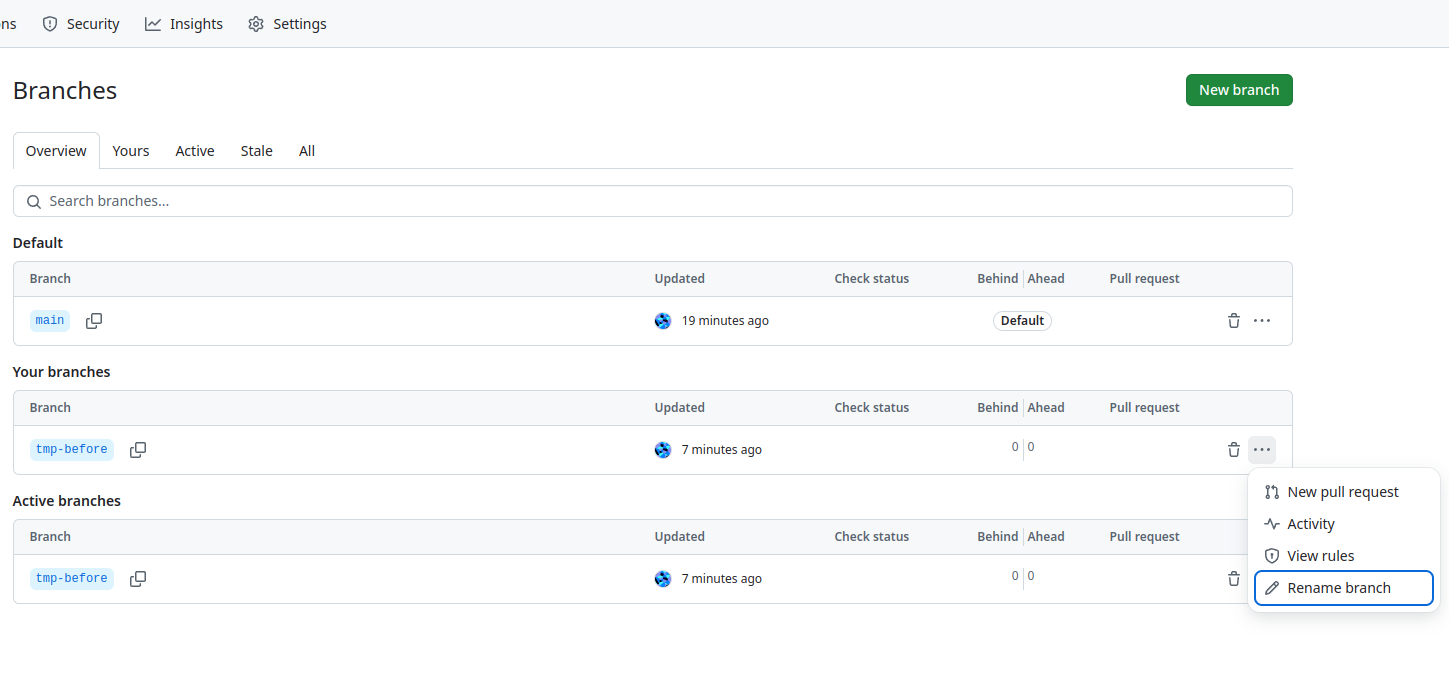 ns Security Insights Settings
Branches New branch
Overview Yours Active Stale All
Search branches...
Default
Branch Updated Check status Behind Ahead Pull request
main 19 minutes ago Default
Your branches
Branch Updated Check status Behind Ahead Pull request
tmp-before 7 minutes ago 0 0
New pull request
Activity
View rules
Rename branch
Active branches
Branch Updated Check status Behind Ahead Pull request
tmp-before 7 minutes ago 0 0